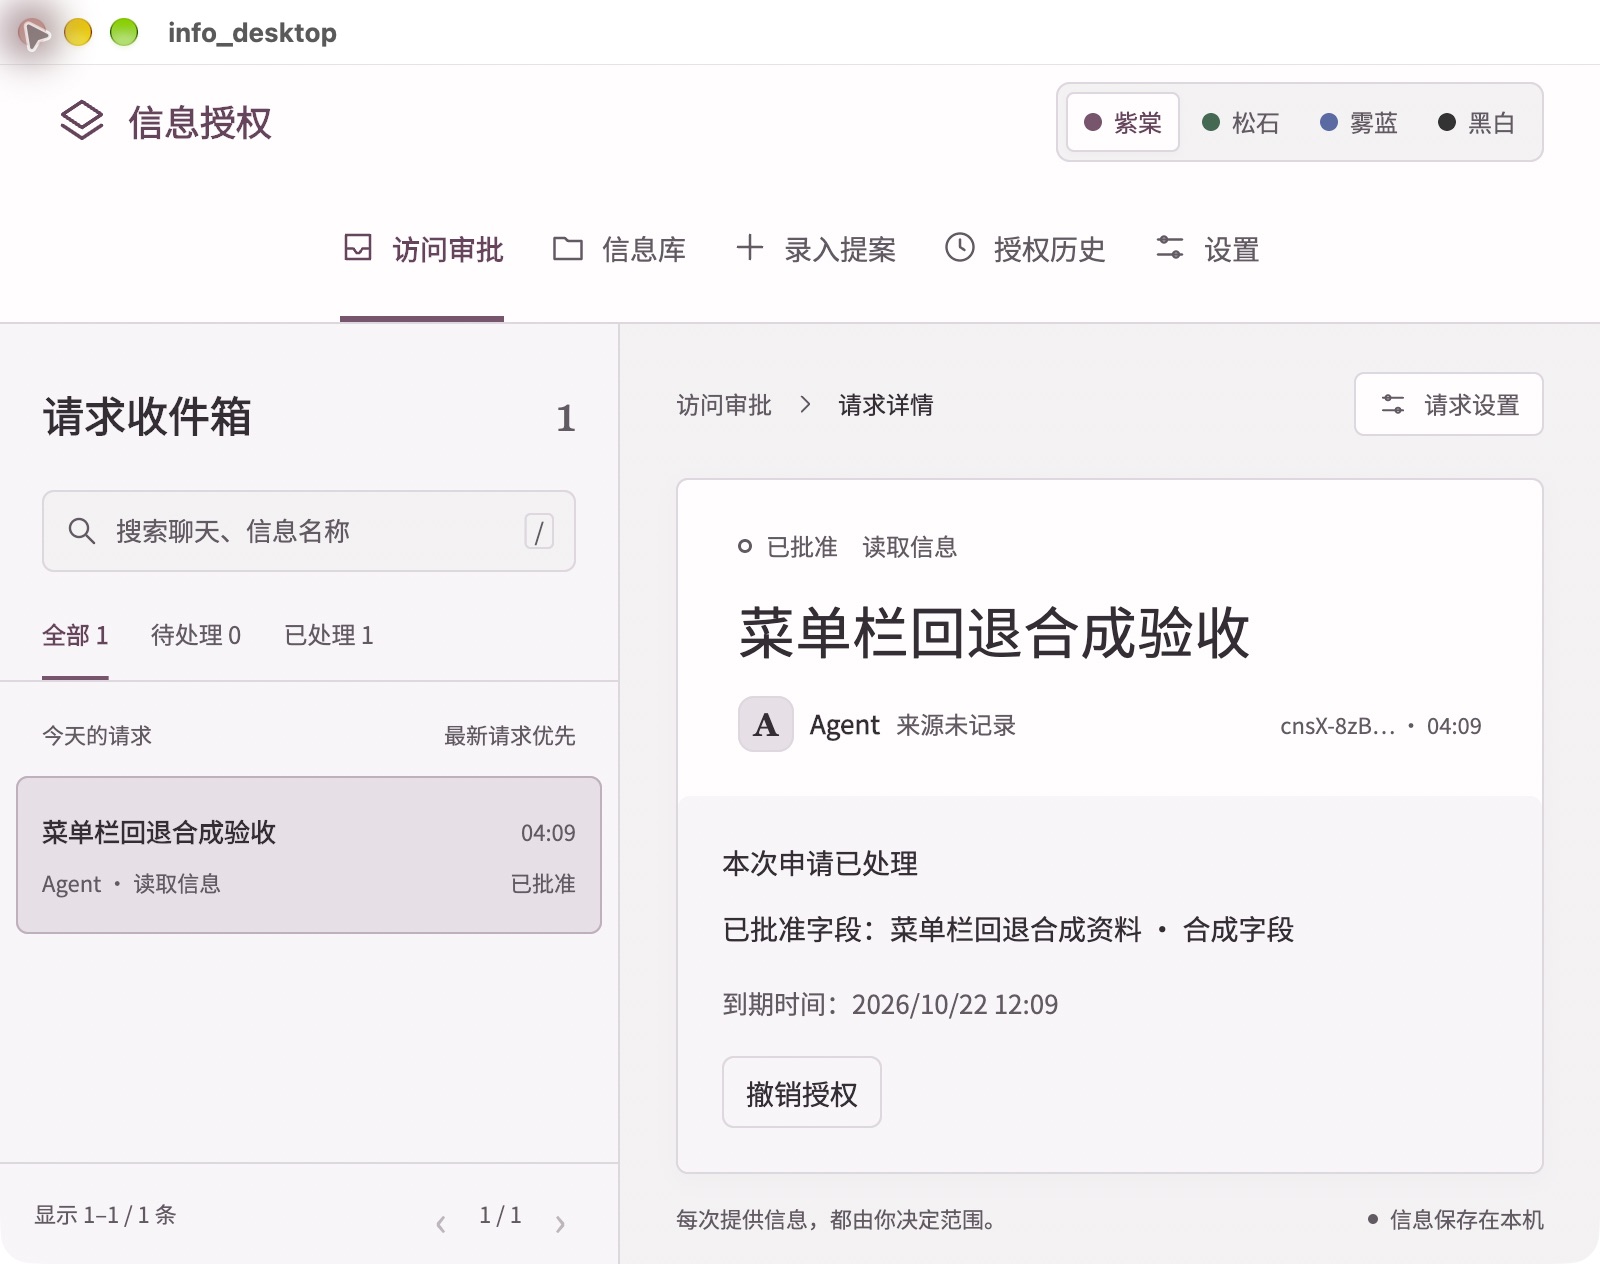 info_desktop
信息授权
紫棠 松石 雾蓝 黑白
访问审批 信息库 录入提案 授权历史 设置
请求收件箱 1
搜索聊天、信息名称 /
全部 1 待处理 0 已处理 1
今天的请求 最新请求优先
菜单栏回退合成验收 04:09
Agent · 读取信息 已批准
显示 1–1 / 1 条 ‹ 1 / 1 ›
访问审批 > 请求详情 请求设置
已批准 读取信息
菜单栏回退合成验收
A Agent 来源未记录 cnsX-8zB… · 04:09
本次申请已处理
已批准字段：菜单栏回退合成资料 · 合成字段
到期时间：2026/10/22 12:09
撤销授权
每次提供信息，都由你决定范围。 信息保存在本机